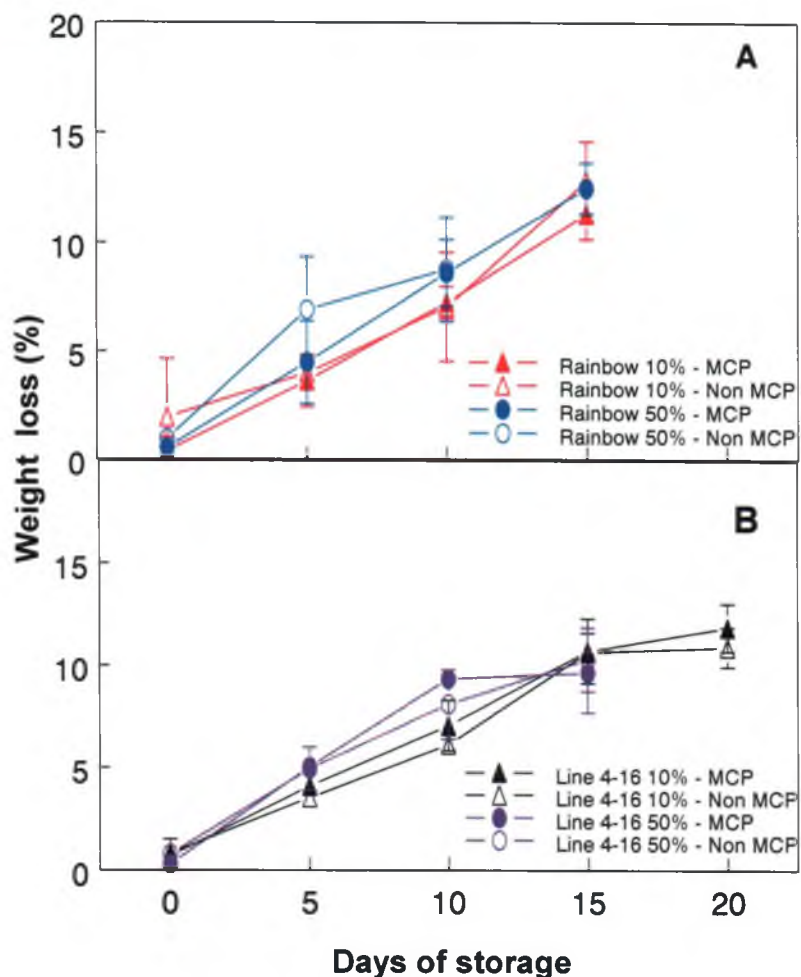 20
A
15
10
5
0
Rainbow 10% - MCP
Rainbow 10% - Non MCP
Rainbow 50% - MCP
Rainbow 50% - Non MCP
Weight loss (%)
B
15
10
5
0
Line 4-16 10% - MCP
Line 4-16 10% - Non MCP
Line 4-16 50% - MCP
Line 4-16 50% - Non MCP
0 5 10 15 20
Days of storage